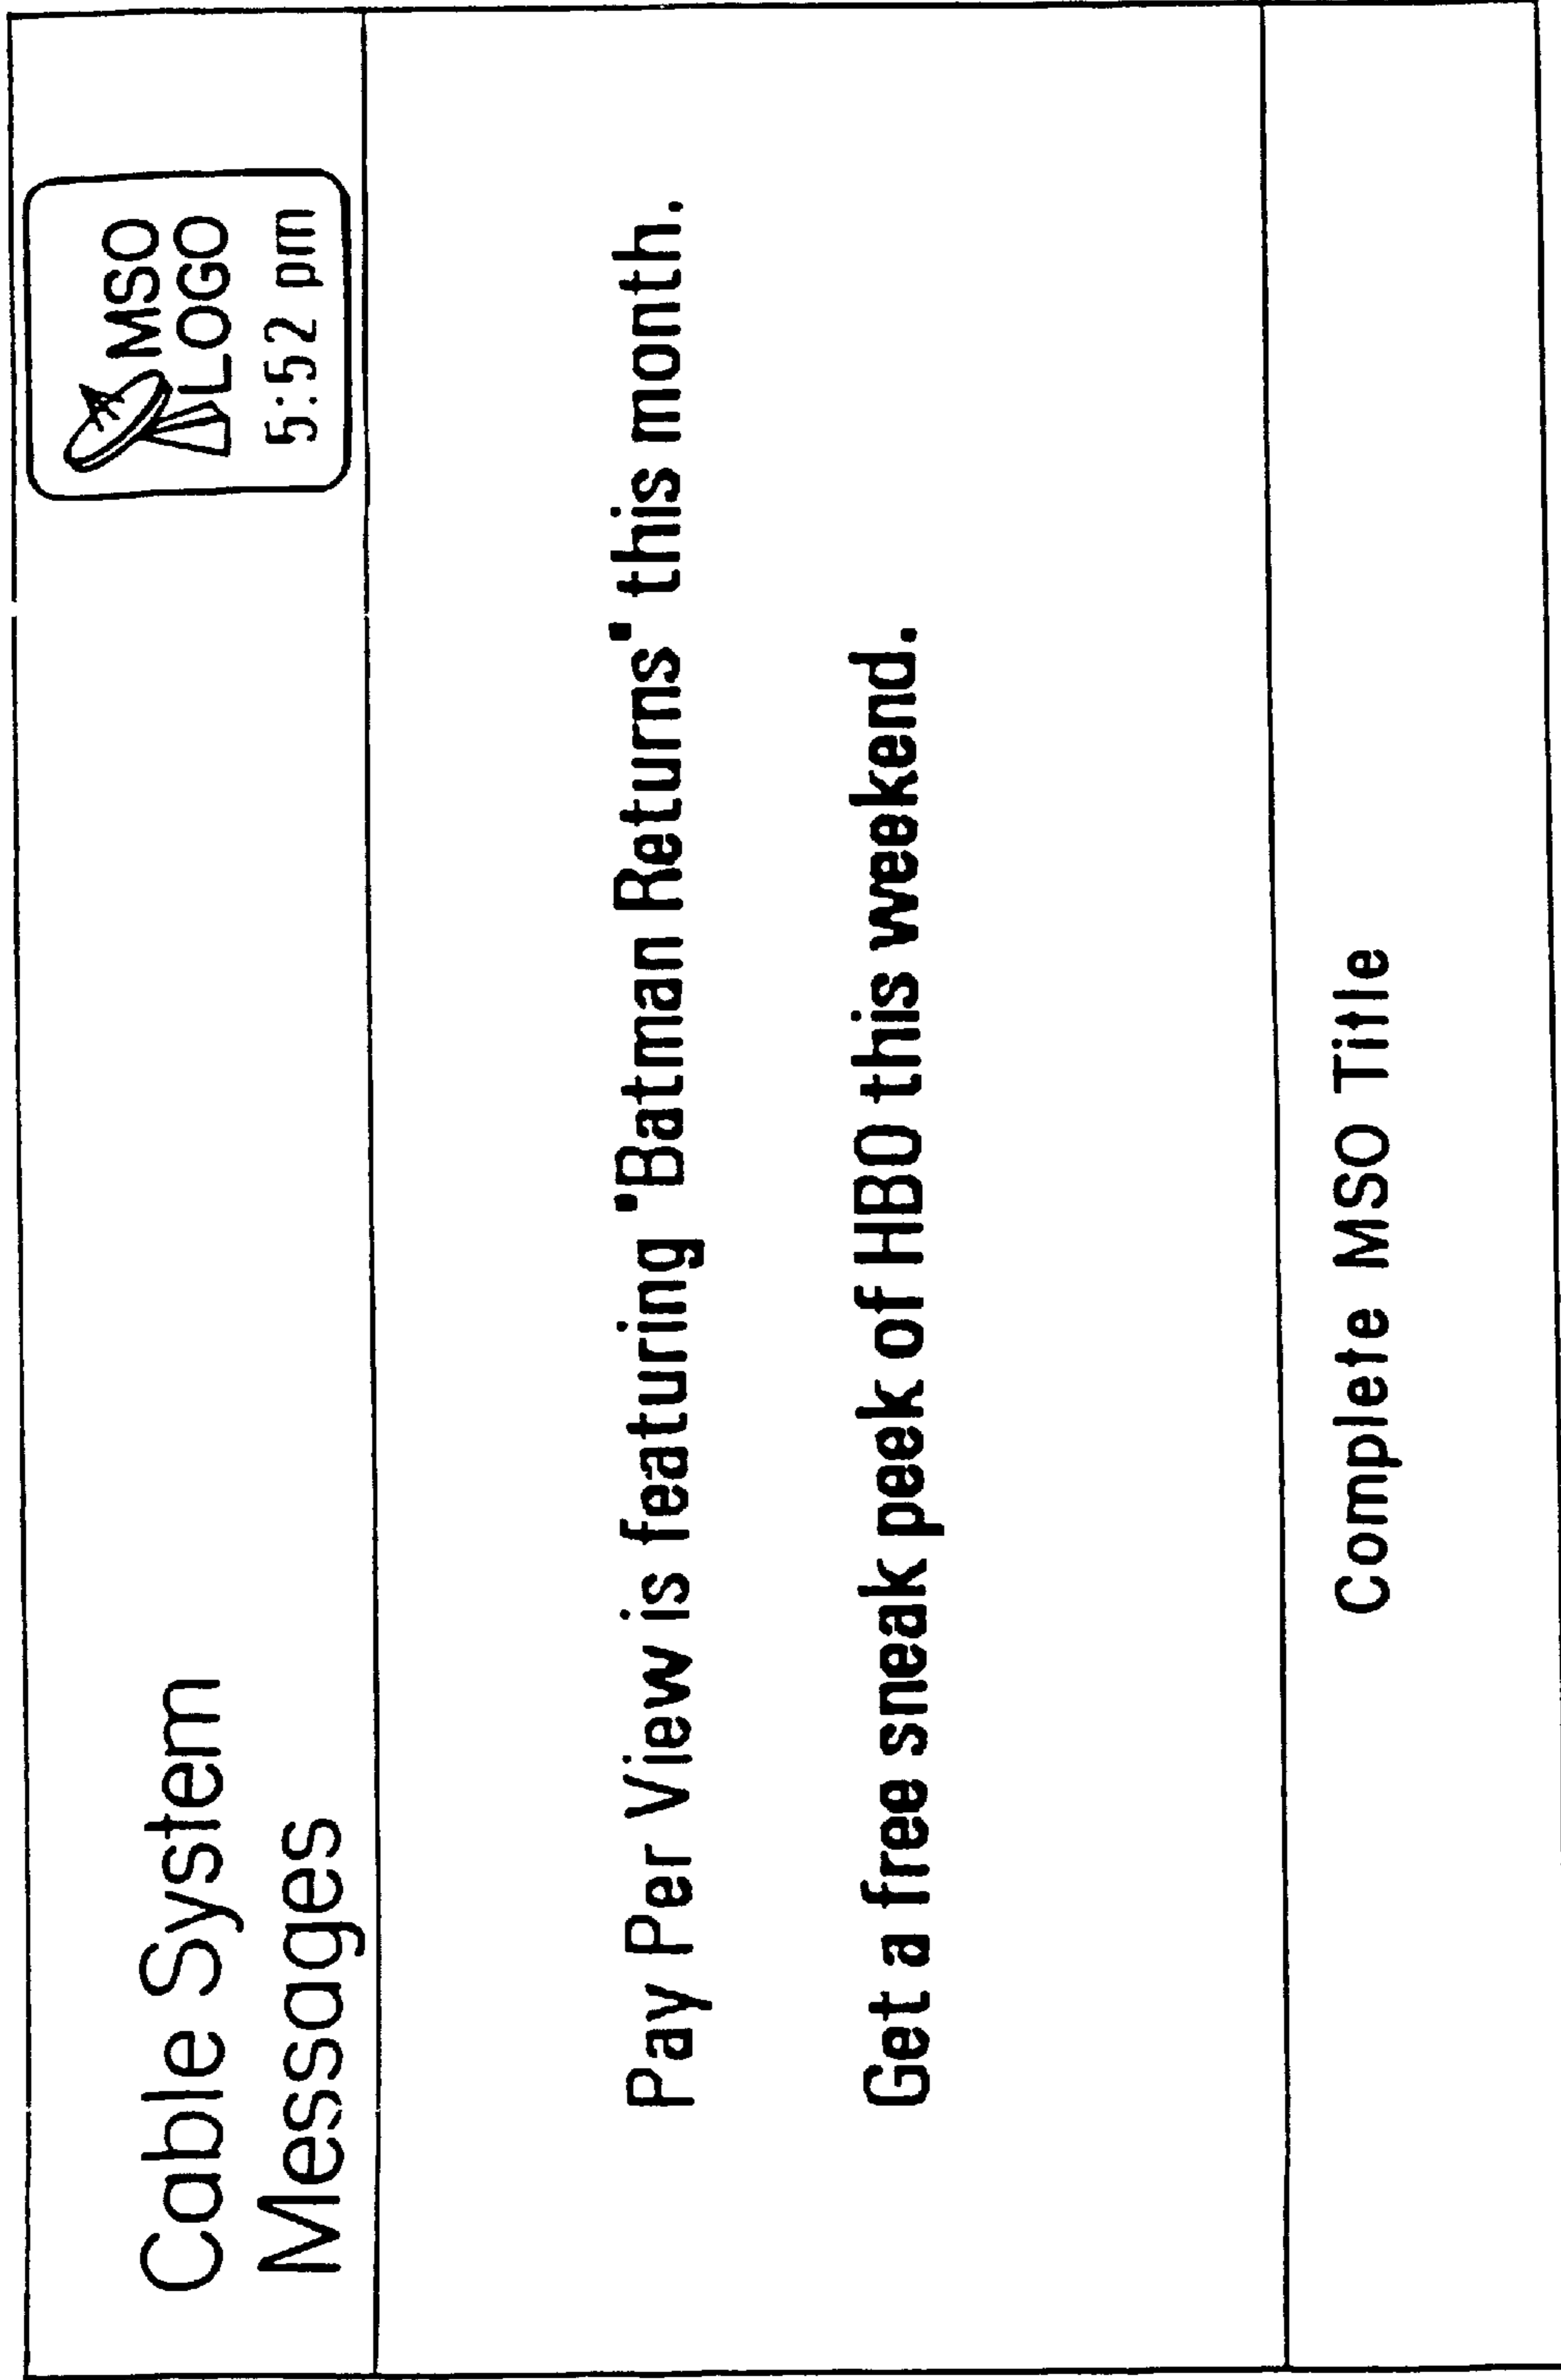 Cable System
Messages
MSO
LOGO
5:52 pm
Pay Per View is featuring "Batman Returns" this month.
Get a free sneak peek of HBO this weekend.
Complete MSO Title